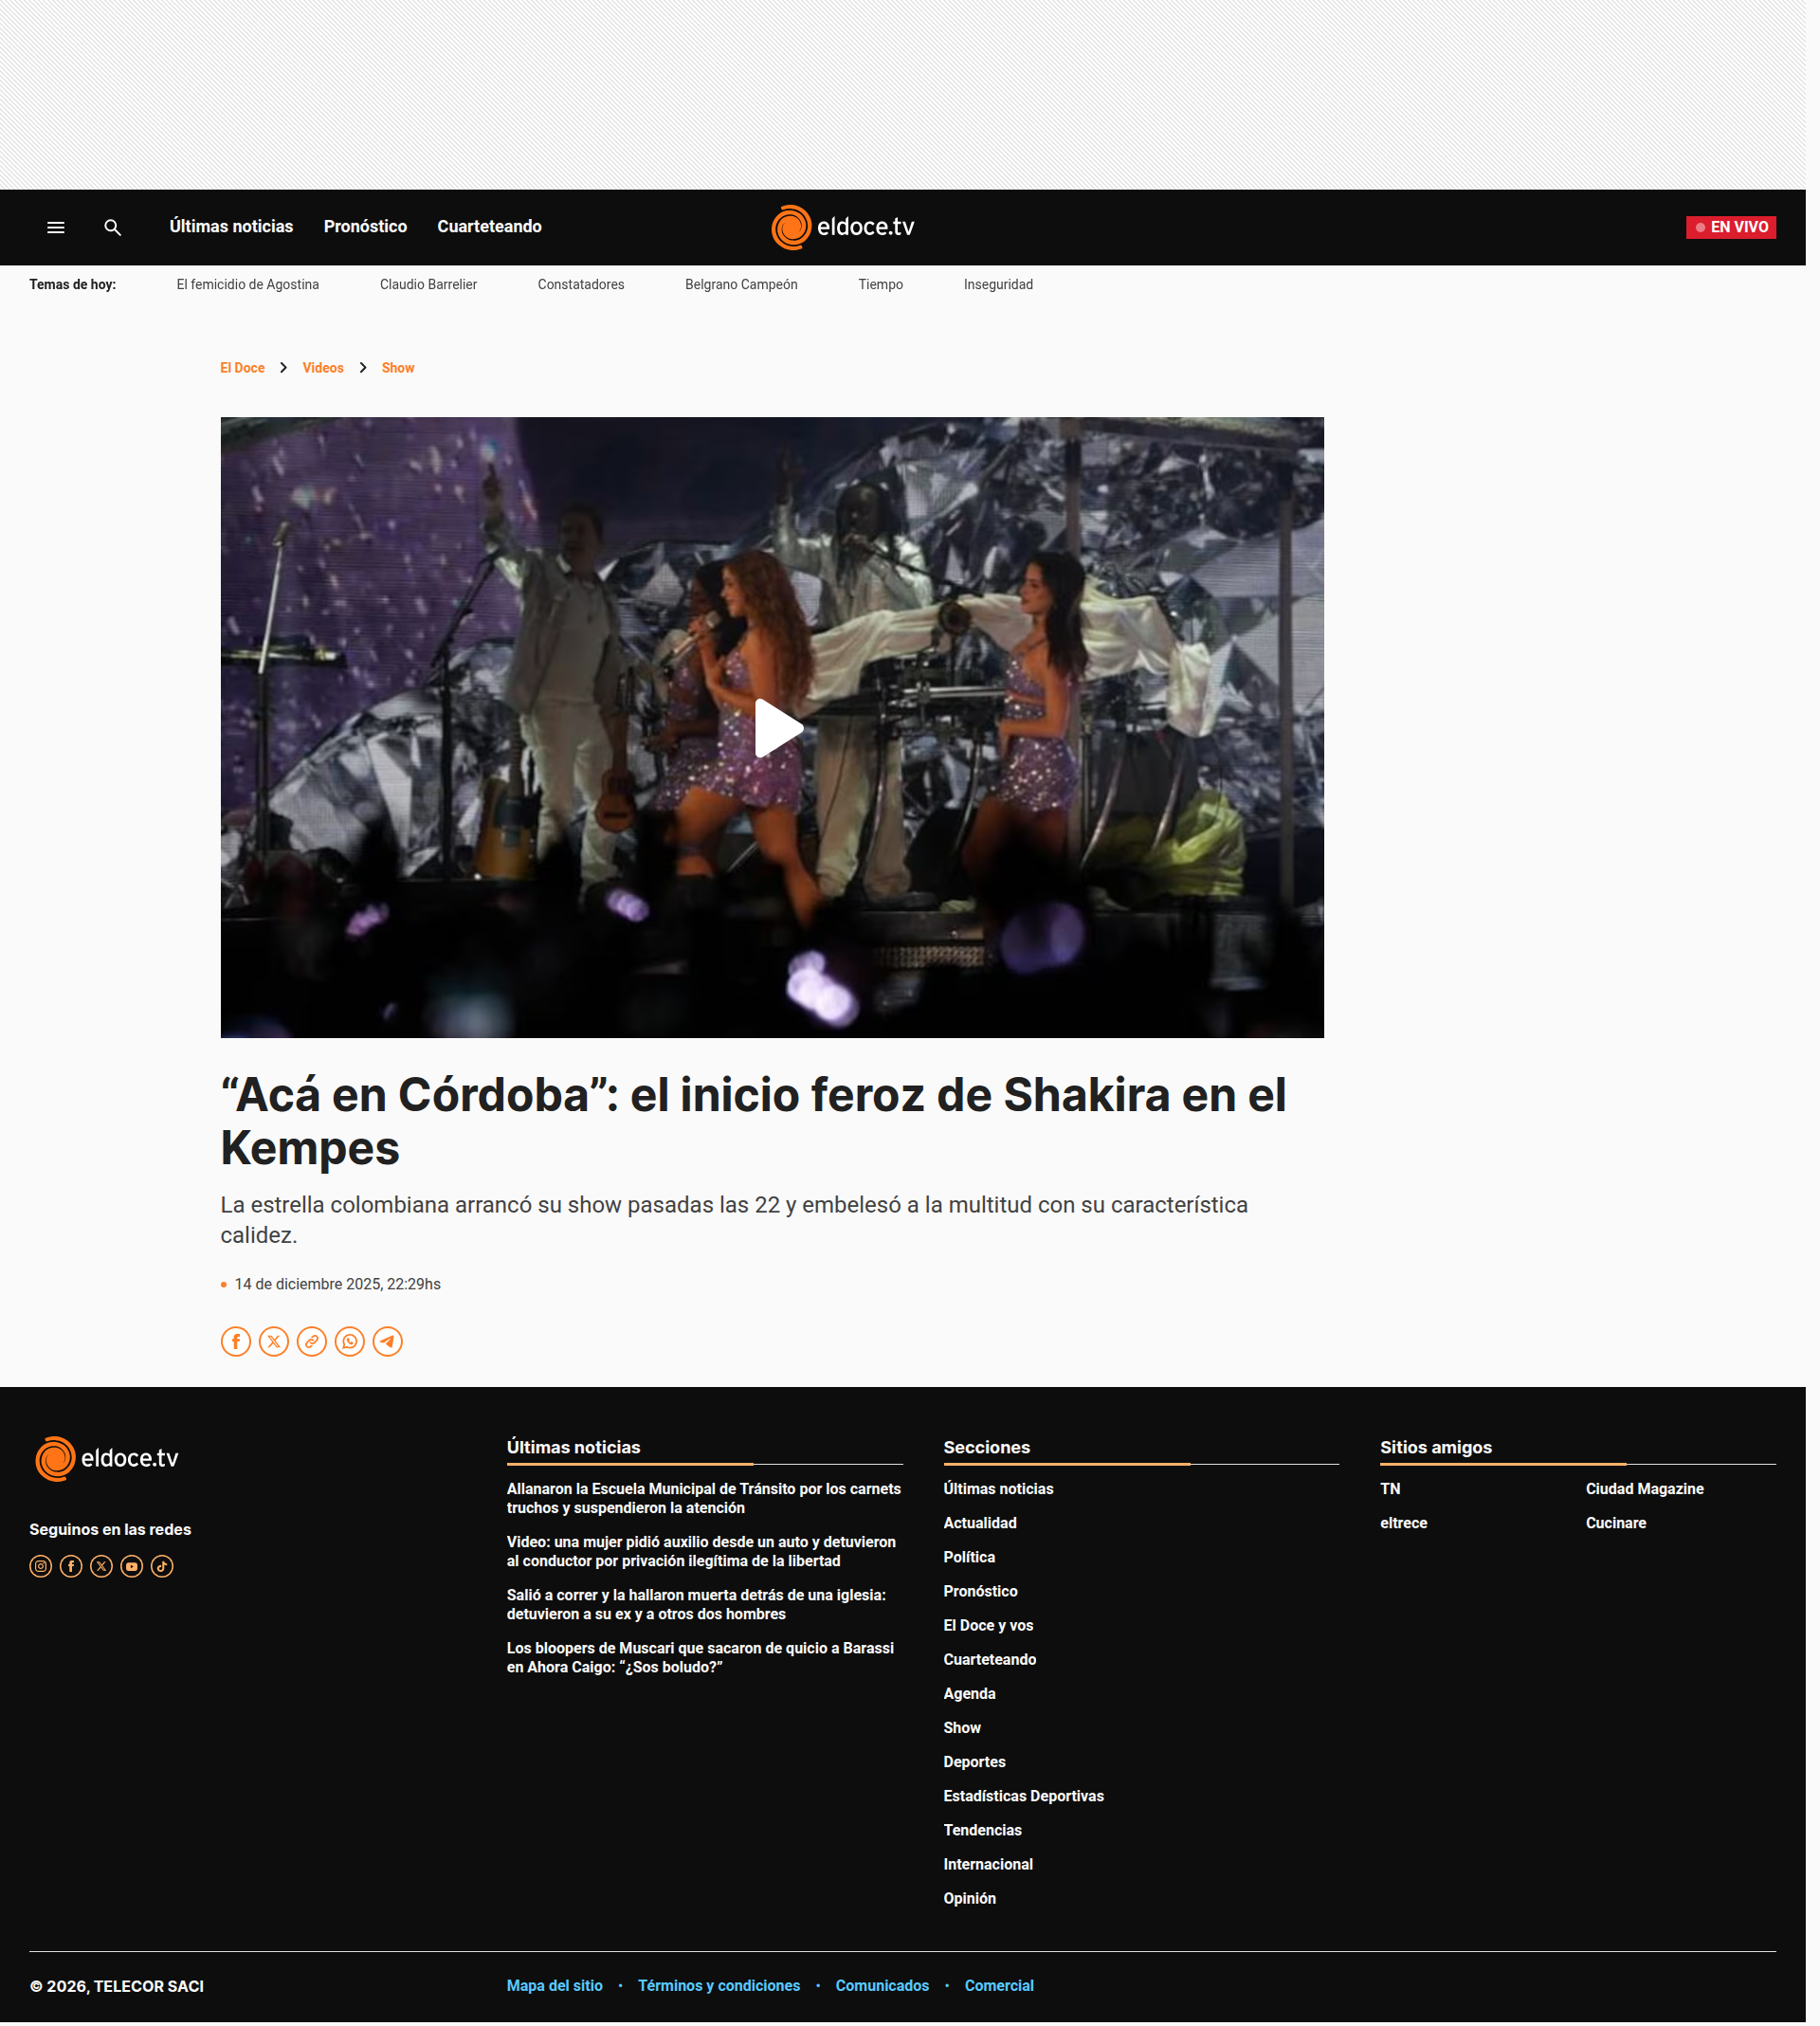 Últimas noticias
Pronóstico
Cuarteteando
eldoce.tv
EN VIVO
Temas de hoy:
El femicidio de Agostina
Claudio Barrelier
Constatadores
Belgrano Campeón
Tiempo
Inseguridad
El Doce
Videos
Show
“Acá en Córdoba”: el inicio feroz de Shakira en el
Kempes
La estrella colombiana arrancó su show pasadas las 22 y embelesó a la multitud con su característica
calidez.
14 de diciembre 2025, 22:29hs
eldoce.tv
Seguinos en las redes
Últimas noticias
Allanaron la Escuela Municipal de Tránsito por los carnets
truchos y suspendieron la atención
Video: una mujer pidió auxilio desde un auto y detuvieron
al conductor por privación ilegítima de la libertad
Salió a correr y la hallaron muerta detrás de una iglesia:
detuvieron a su ex y a otros dos hombres
Los bloopers de Muscari que sacaron de quicio a Barassi
en Ahora Caigo: “¿Sos boludo?”
Secciones
Últimas noticias
Actualidad
Política
Pronóstico
El Doce y vos
Cuarteteando
Agenda
Show
Deportes
Estadísticas Deportivas
Tendencias
Internacional
Opinión
Sitios amigos
TN
Ciudad Magazine
eltrece
Cucinare
© 2026, TELECOR SACI
Mapa del sitio • Términos y condiciones • Comunicados • Comercial